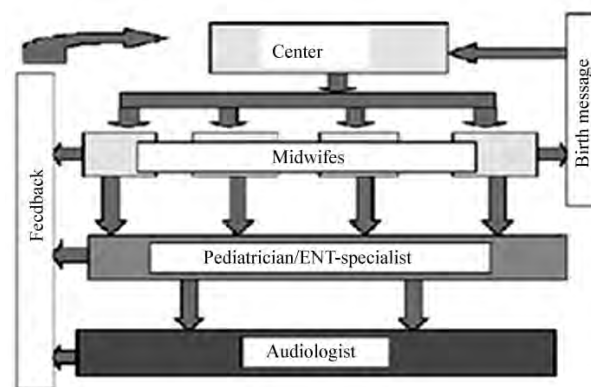 Center
Birth message
Midwifes
Feedback
Pediatrician/ENT-specialist
Audiologist